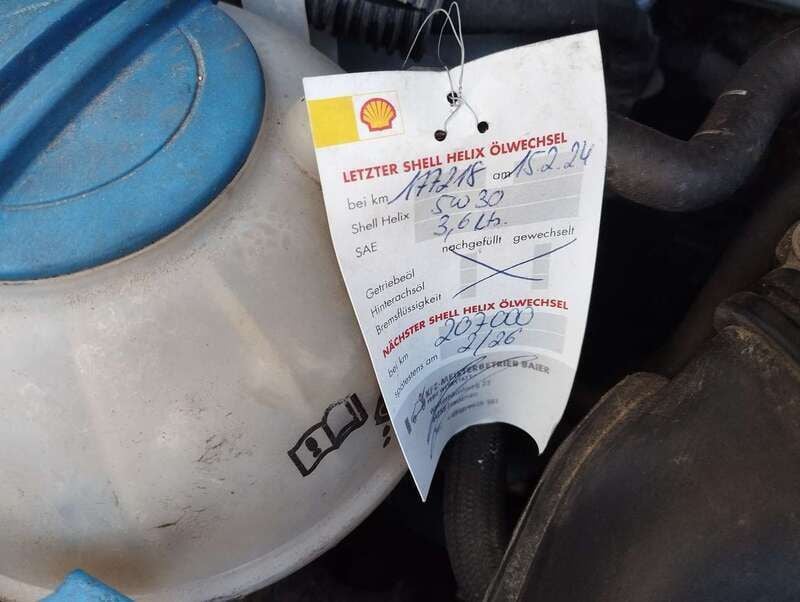 LETZTER SHELL HELIX ÖLWECHSEL
bei km 177218 am 15.2.24
Shell Helix 5W30
SAE 3,6 Ltr.
nachgefüllt gewechselt
Getriebeöl
Hinterachsöl
Bremsflüssigkeit
NÄCHSTER SHELL HELIX ÖLWECHSEL
bei km 207000
spätestens am 2/26
KFZ-MEISTERBETRIEB BAIER